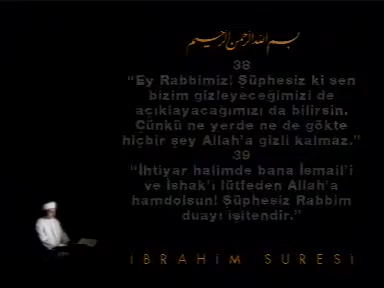 بسم الله الرحمن الرحيم
38
“Ey Rabbimiz! Şüphesiz ki sen
bizim gizleyeceğimizi de
açıklayacağımızı da bilirsin.
Çünkü ne yerde ne de gökte
hiçbir şey Allah’a gizli kalmaz.”
39
“İhtiyar halimde bana İsmail’i
ve İshak’ı lütfeden Allah’a
hamdolsun! Şüphesiz Rabbim
duayı işitendir.”
İBRAHİM SURESİ